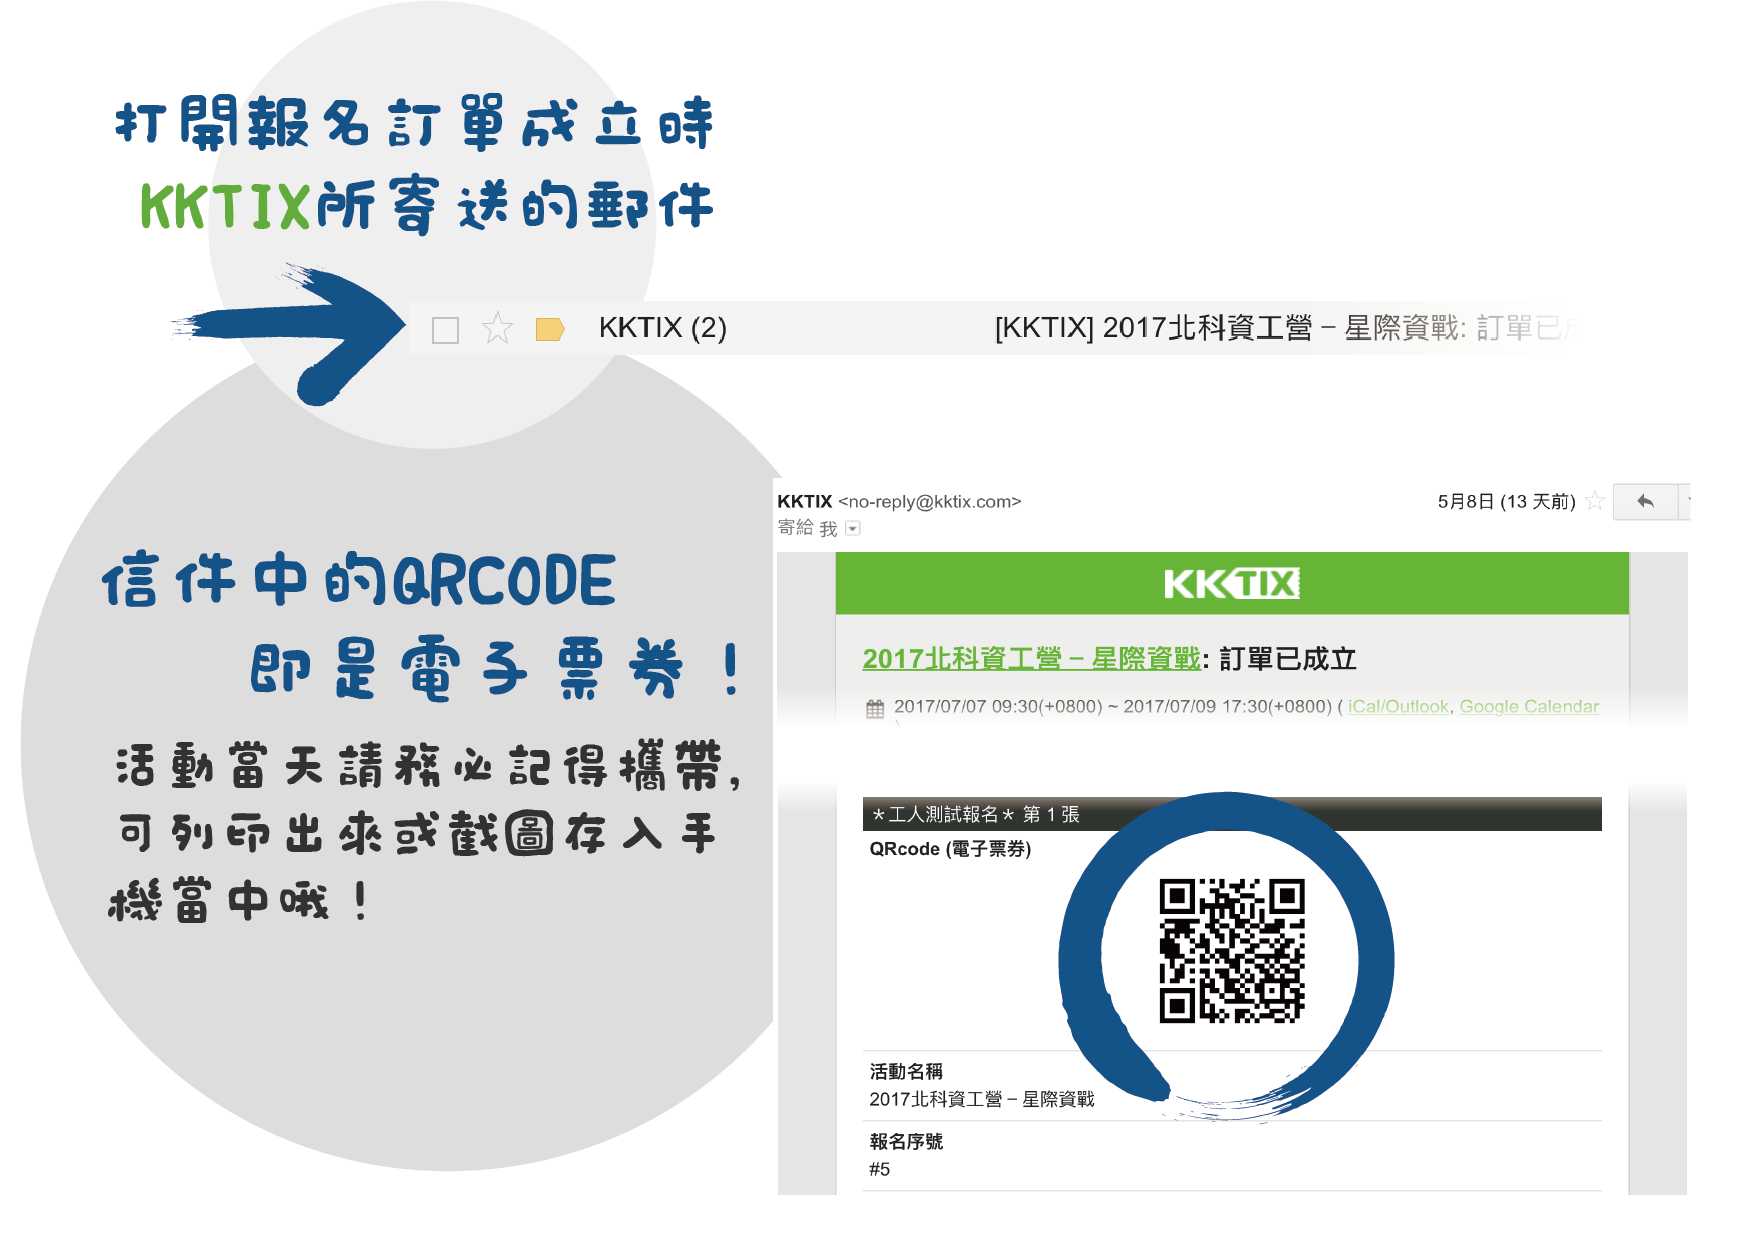 打開報名訂單成立時
KKTIX所寄送的郵件
KKTIX (2) [KKTIX] 2017北科資工營－星際資戰: 訂單已成
信件中的QRCODE
即是電子票券！
活動當天請務必記得攜帶,
可列印出來或截圖存入手
機當中哦！
KKTIX <no-reply@kktix.com> 5月8日 (13 天前)
寄給 我
KKTIX
2017北科資工營－星際資戰: 訂單已成立
2017/07/07 09:30(+0800) ~ 2017/07/09 17:30(+0800) ( iCal/Outlook, Google Calendar
)
＊工人測試報名＊ 第 1 張
QRcode (電子票券)
活動名稱
2017北科資工營－星際資戰
報名序號
#5